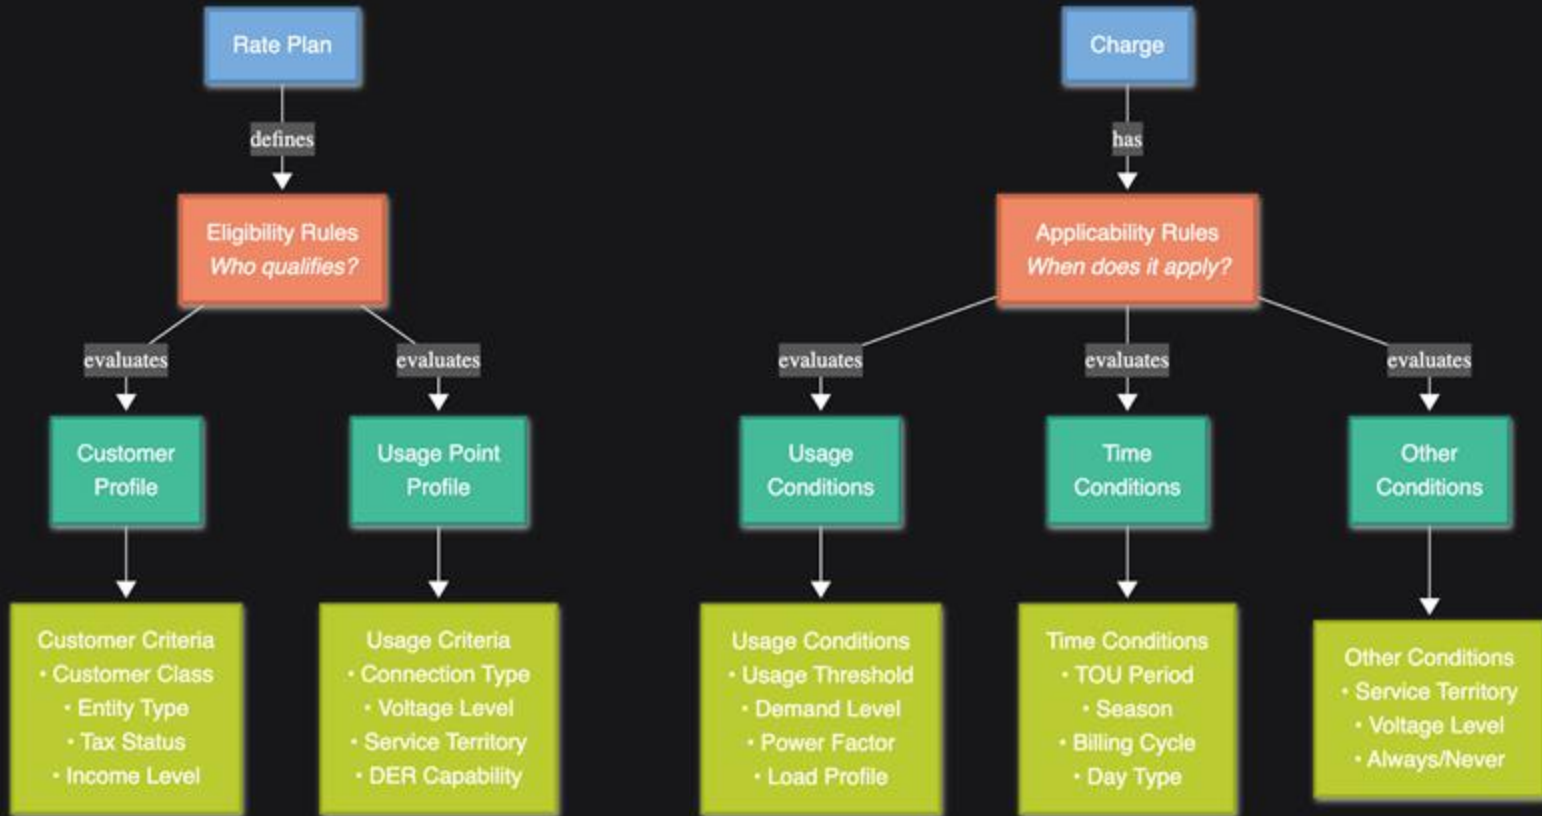 Rate Plan
defines
Eligibility Rules
Who qualifies?
evaluates
evaluates
Customer
Profile
Usage Point
Profile
Customer Criteria
• Customer Class
• Entity Type
• Tax Status
• Income Level
Usage Criteria
• Connection Type
• Voltage Level
• Service Territory
• DER Capability
Charge
has
Applicability Rules
When does it apply?
evaluates
evaluates
evaluates
Usage
Conditions
Time
Conditions
Other
Conditions
Usage Conditions
• Usage Threshold
• Demand Level
• Power Factor
• Load Profile
Time Conditions
• TOU Period
• Season
• Billing Cycle
• Day Type
Other Conditions
• Service Territory
• Voltage Level
• Always/Never